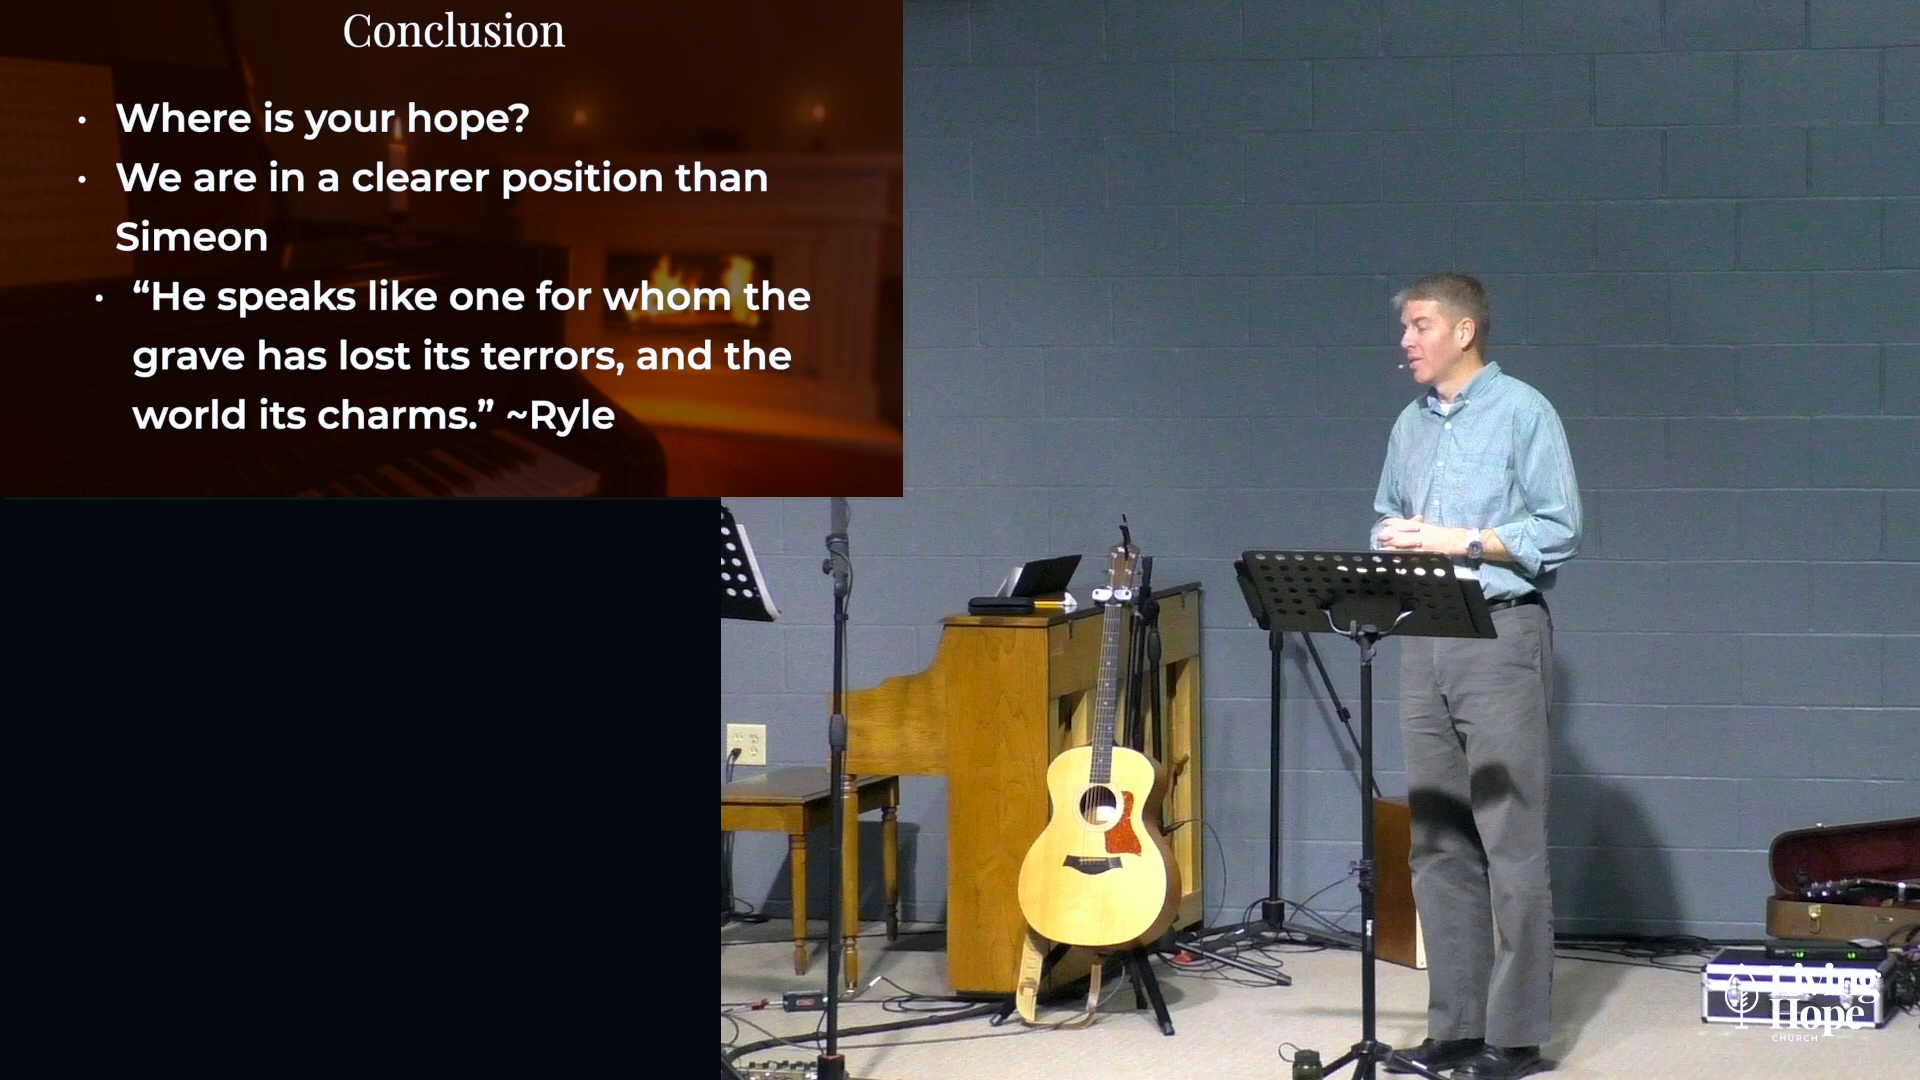 Conclusion
• Where is your hope?
• We are in a clearer position than
Simeon
• “He speaks like one for whom the
grave has lost its terrors, and the
world its charms.” ~Ryle
Living
Hope
CHURCH